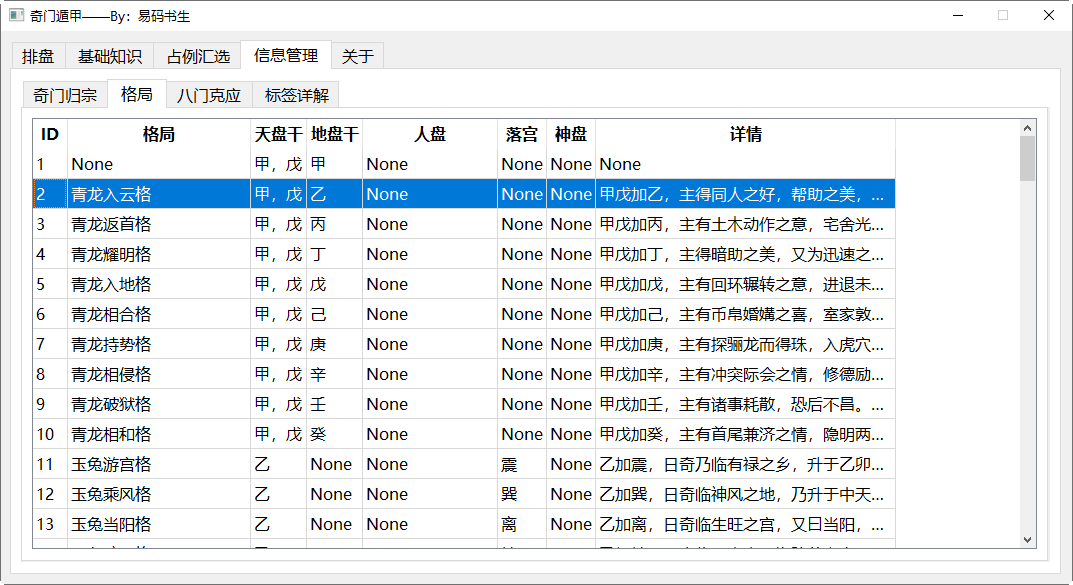 奇门遁甲——By：易码书生
排盘 基础知识 占例汇选 信息管理 关于
奇门归宗 格局 八门克应 标签详解
ID 格局 天盘干 地盘干 人盘 落宫 神盘 详情
1 None 甲，戊 甲 None None None None
2 青龙入云格 甲，戊 乙 None None None 甲戊加乙，主得同人之好，帮助之美，...
3 青龙返首格 甲，戊 丙 None None None 甲戊加丙，主有土木动作之意，宅舍光...
4 青龙耀明格 甲，戊 丁 None None None 甲戊加丁，主得暗助之美，又为迅速之...
5 青龙入地格 甲，戊 戊 None None None 甲戊加戊，主有回环辗转之意，进退未...
6 青龙相合格 甲，戊 己 None None None 甲戊加己，主有币帛婚媾之喜，室家敦...
7 青龙持势格 甲，戊 庚 None None None 甲戊加庚，主有探骊龙而得珠，入虎穴...
8 青龙相侵格 甲，戊 辛 None None None 甲戊加辛，主有冲突际会之情，修德励...
9 青龙破狱格 甲，戊 壬 None None None 甲戊加壬，主有诸事耗散，恐后不昌。...
10 青龙相和格 甲，戊 癸 None None None 甲戊加癸，主有首尾兼济之情，隐明两...
11 玉兔游宫格 乙 None None 震 None 乙加震，日奇乃临有禄之乡，升于乙卯...
12 玉兔乘风格 乙 None None 巽 None 乙加巽，日奇临神风之地，乃升于中天...
13 玉兔当阳格 乙 None None 离 None 乙加离，日奇临生旺之宫，又曰当阳，...